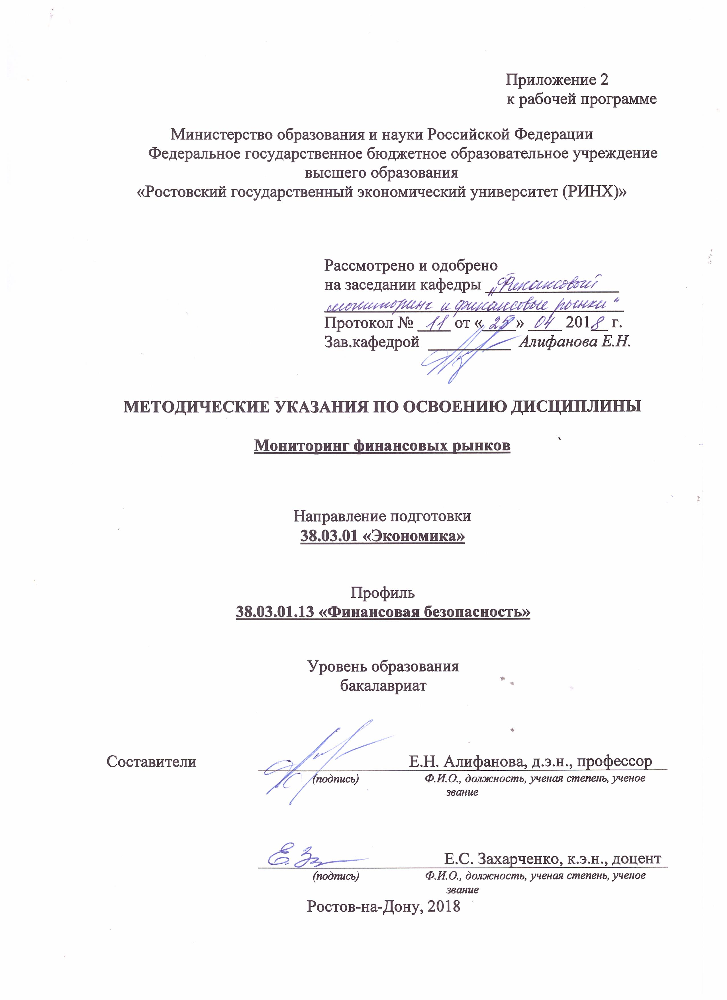 Приложение 2
к рабочей программе
Министерство образования и науки Российской Федерации
Федеральное государственное бюджетное образовательное учреждение
высшего образования
«Ростовский государственный экономический университет (РИНХ)»
Рассмотрено и одобрено
на заседании кафедры „Финансовый
мониторинг и финансовые рынки“
Протокол № 11 от «25» 04 2018 г.
Зав.кафедрой Алифанова Е.Н.
МЕТОДИЧЕСКИЕ УКАЗАНИЯ ПО ОСВОЕНИЮ ДИСЦИПЛИНЫ
Мониторинг финансовых рынков
Направление подготовки
38.03.01 «Экономика»
Профиль
38.03.01.13 «Финансовая безопасность»
Уровень образования
бакалавриат
Составители Е.Н. Алифанова, д.э.н., профессор
(подпись) Ф.И.О., должность, ученая степень, ученое
звание
Е.С. Захарченко, к.э.н., доцент
(подпись) Ф.И.О., должность, ученая степень, ученое
звание
Ростов-на-Дону, 2018